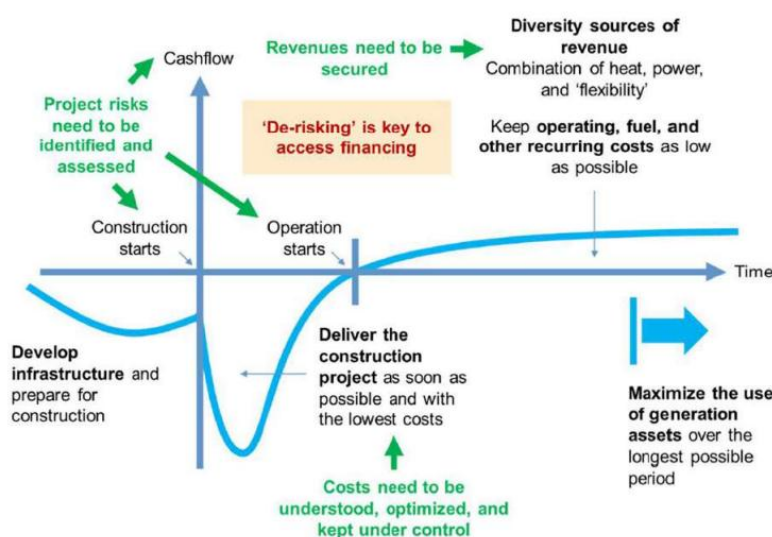 Cashflow
Revenues need to be
secured
Diversity sources of
revenue
Combination of heat, power,
and ‘flexibility’
Project risks
need to be
identified and
assessed
‘De-risking’ is key to
access financing
Keep operating, fuel, and
other recurring costs as low
as possible
Construction
starts
Operation
starts
Time
Develop
infrastructure and
prepare for
construction
Deliver the
construction
project as soon as
possible and with
the lowest costs
Maximize the use
of generation
assets over the
longest possible
period
Costs need to be
understood, optimized, and
kept under control